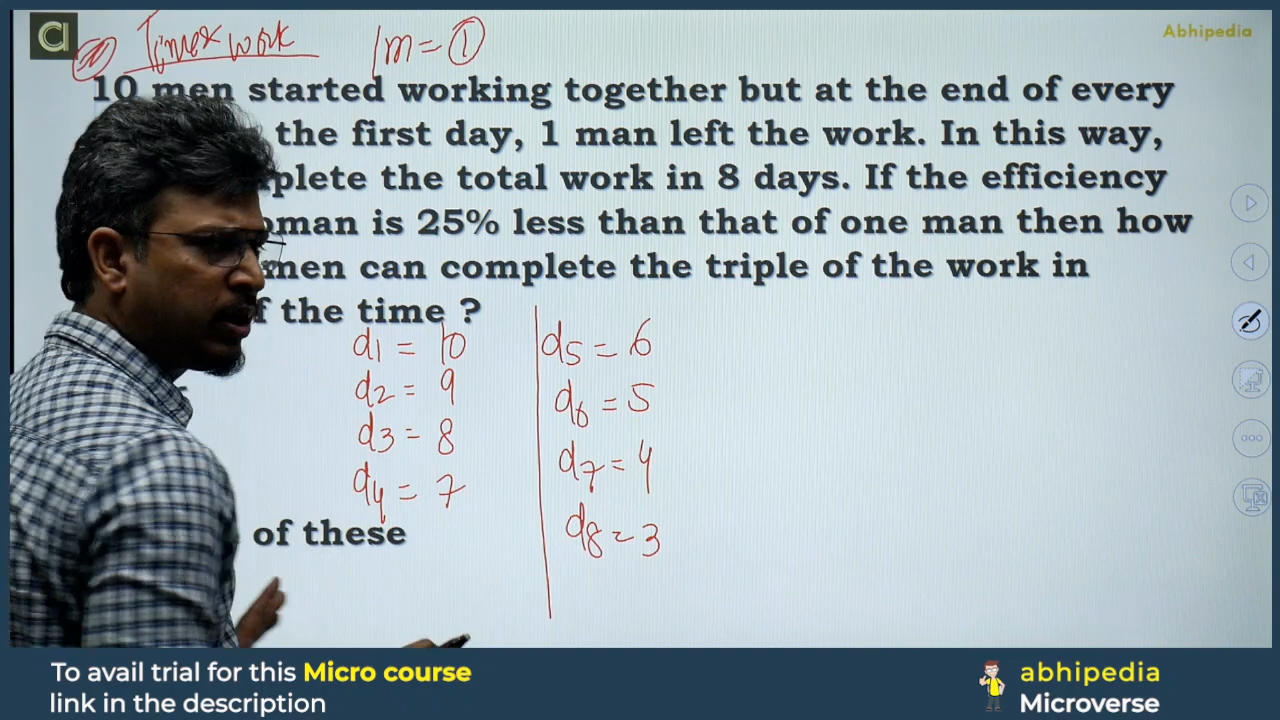 Abhipedia
Time & work 1m = 1
10 men started working together but at the end of every
the first day, 1 man left the work. In this way,
plete the total work in 8 days. If the efficiency
oman is 25% less than that of one man then how
men can complete the triple of the work in
f the time ?
d1 = 10
d2 = 9
d3 = 8
d4 = 7
d5 = 6
d6 = 5
d7 = 4
d8 = 3
of these
To avail trial for this Micro course
link in the description
abhipedia
Microverse